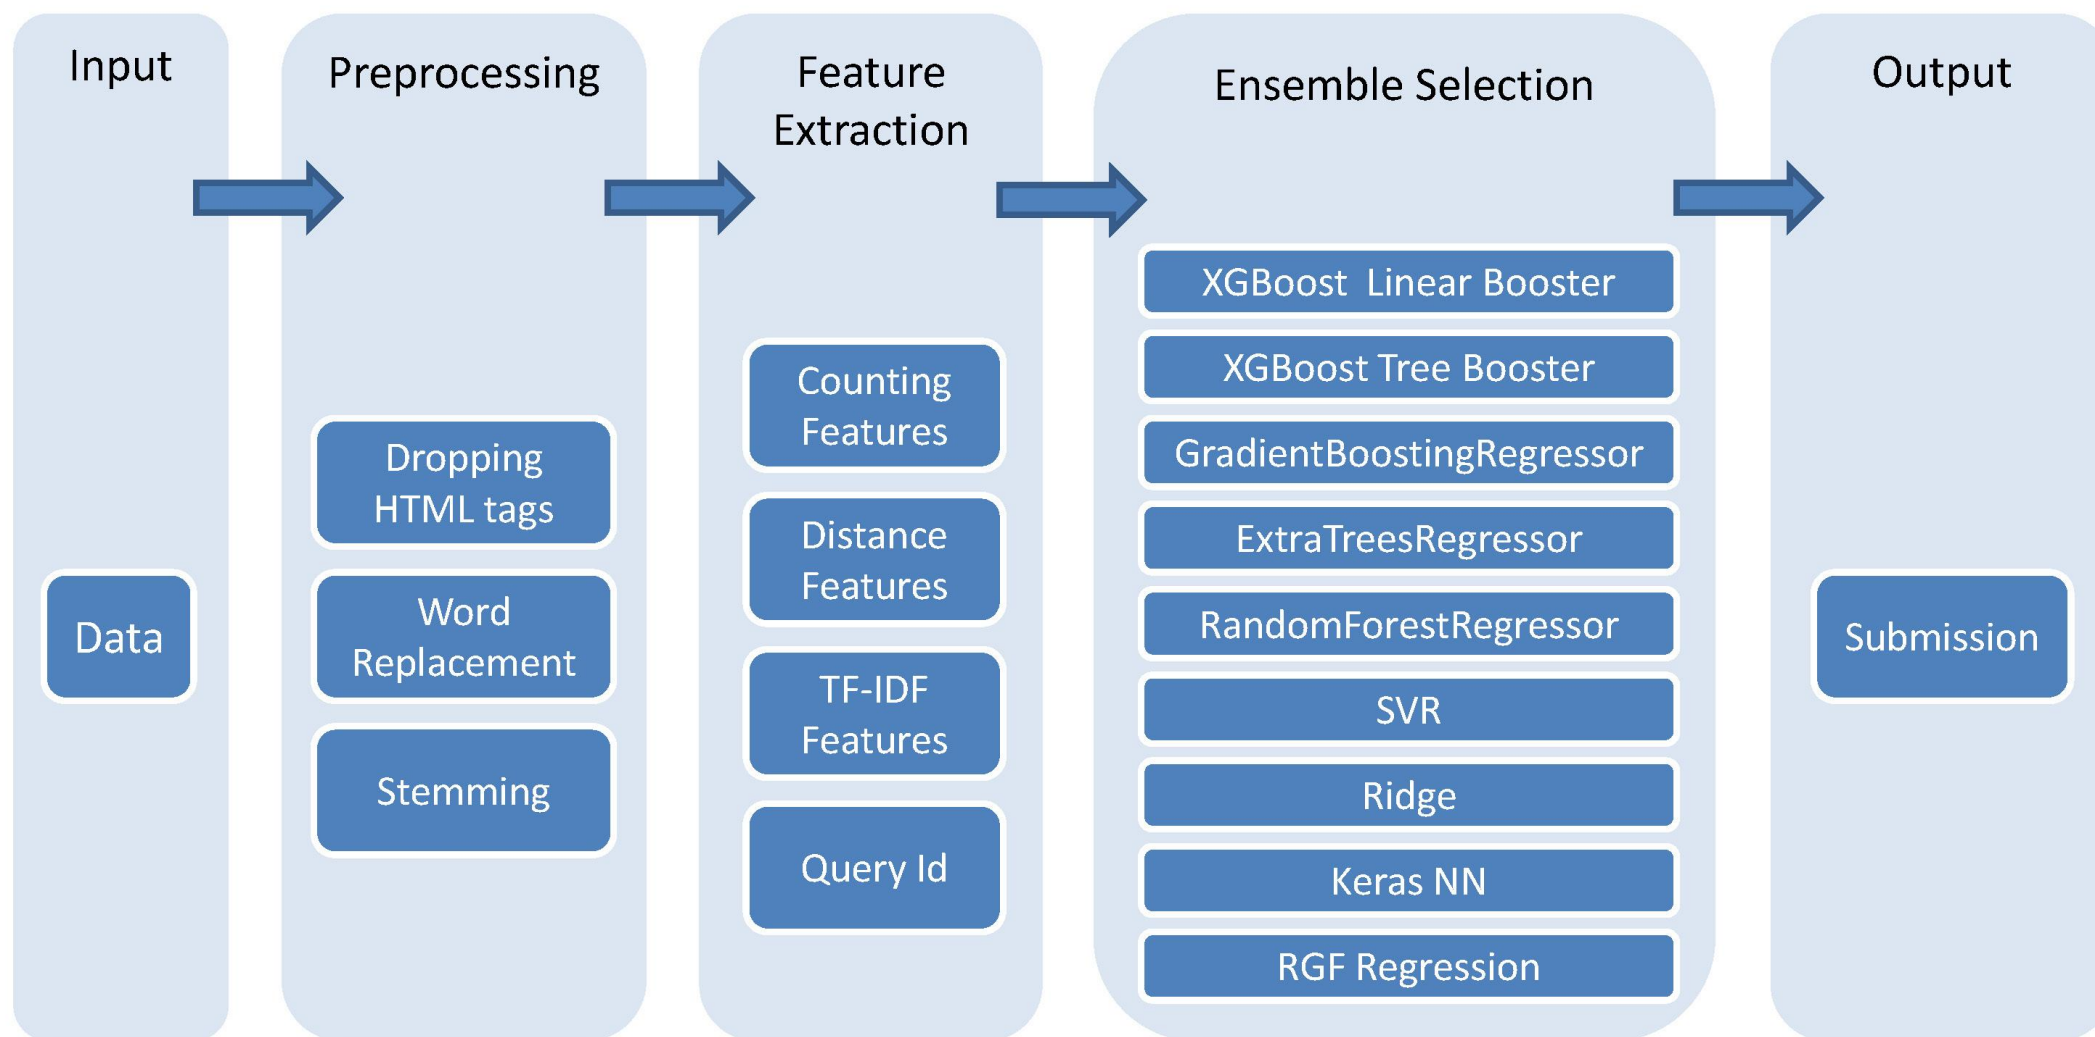 Input
Data
Preprocessing
Dropping
HTML tags
Word
Replacement
Stemming
Feature
Extraction
Counting
Features
Distance
Features
TF-IDF
Features
Query Id
Ensemble Selection
XGBoost  Linear Booster
XGBoost Tree Booster
GradientBoostingRegressor
ExtraTreesRegressor
RandomForestRegressor
SVR
Ridge
Keras NN
RGF Regression
Output
Submission